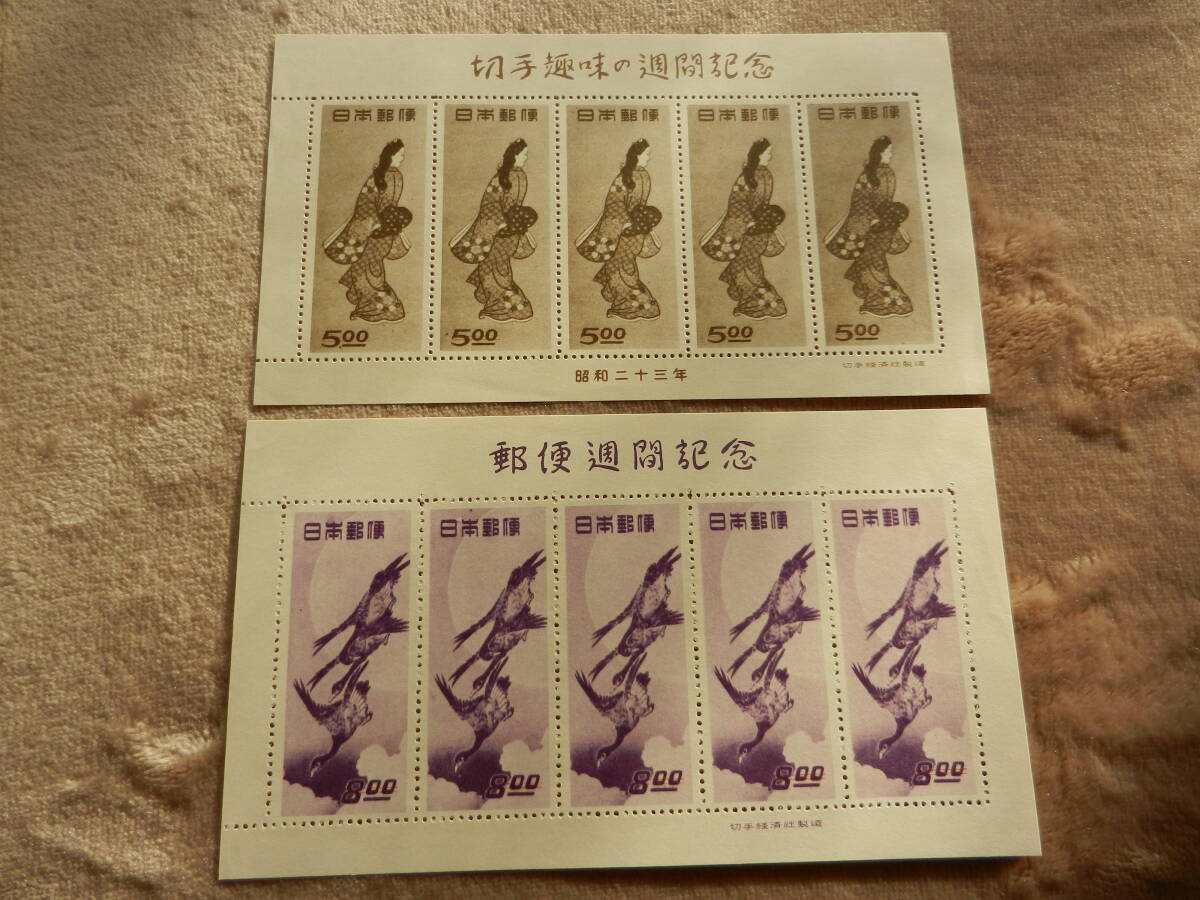 切手趣味の週間記念
日本郵便 日本郵便 日本郵便 日本郵便 日本郵便
5.00 5.00 5.00 5.00 5.00
昭和二十三年
切手経済社製造
郵便週間記念
日本郵便 日本郵便 日本郵便 日本郵便 日本郵便
8.00 8.00 8.00 8.00 8.00
切手経済社製造